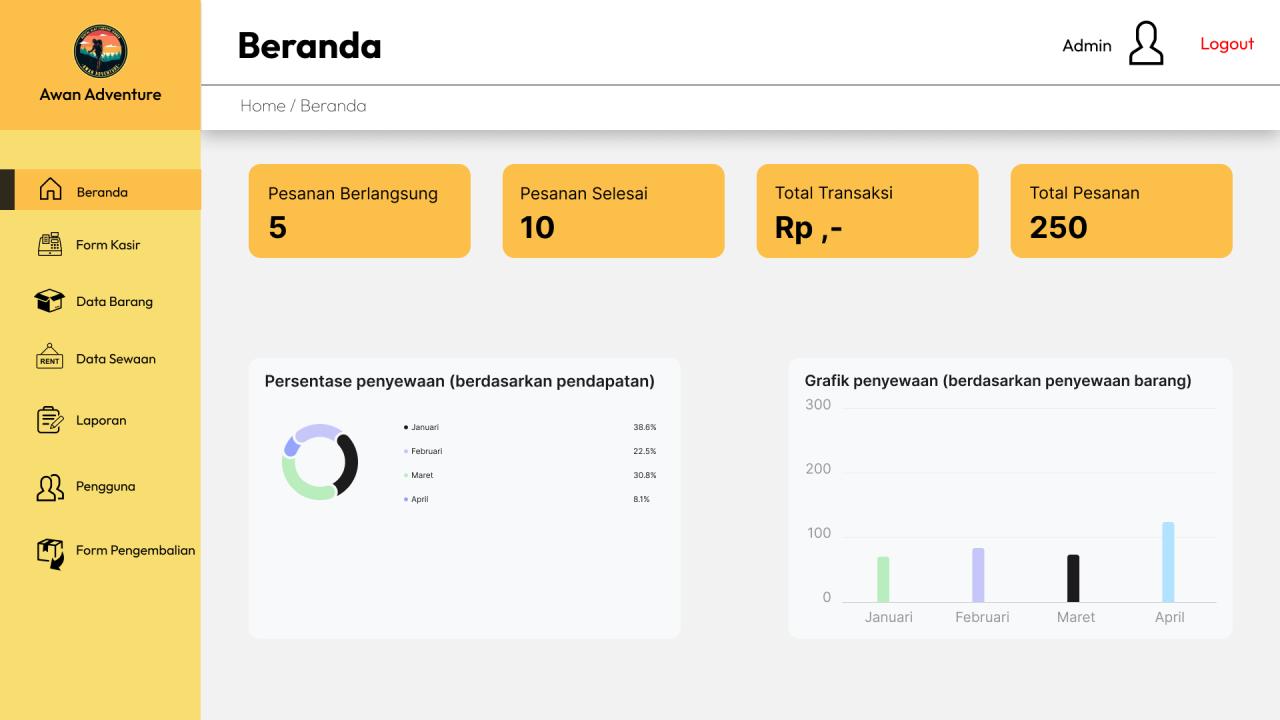 AWAN ADVENTURE
Awan Adventure
Beranda
Admin
Logout
Home / Beranda
Beranda
Form Kasir
Data Barang
RENT
Data Sewaan
Laporan
Pengguna
Form Pengembalian
Pesanan Berlangsung
5
Pesanan Selesai
10
Total Transaksi
Rp ,-
Total Pesanan
250
Persentase penyewaan (berdasarkan pendapatan)
Januari 38.6%
Februari 22.5%
Maret 30.8%
April 8.1%
Grafik penyewaan (berdasarkan penyewaan barang)
300
200
100
0
Januari Februari Maret April